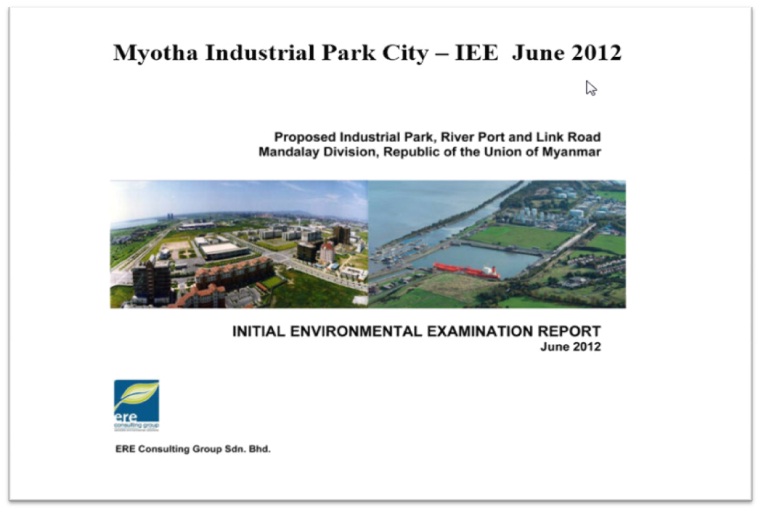 Myotha Industrial Park City – IEE June 2012
Proposed Industrial Park, River Port and Link Road
Mandalay Division, Republic of the Union of Myanmar
INITIAL ENVIRONMENTAL EXAMINATION REPORT
June 2012
ere
consulting group
ERE Consulting Group Sdn. Bhd.